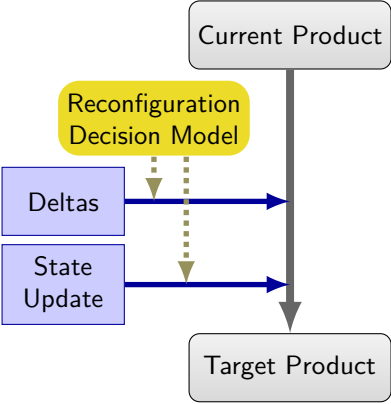 Current Product
Reconfiguration
Decision Model
Deltas
State
Update
Target Product